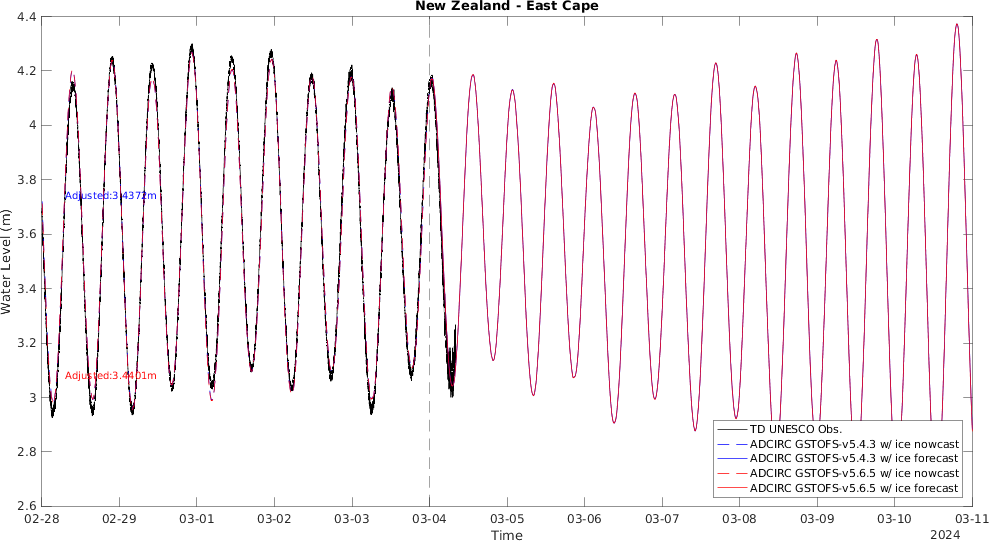 New Zealand - East Cape
4.4
4.2
4
3.8
3.6
3.4
3.2
3
2.8
2.6
Water Level (m)
Adjusted:3.4372m
Adjusted:3.4401m
TD UNESCO Obs.
ADCIRC GSTOFS-v5.4.3 w/ ice nowcast
ADCIRC GSTOFS-v5.4.3 w/ ice forecast
ADCIRC GSTOFS-v5.6.5 w/ ice nowcast
ADCIRC GSTOFS-v5.6.5 w/ ice forecast
02-28 02-29 03-01 03-02 03-03 03-04 03-05 03-06 03-07 03-08 03-09 03-10 03-11
Time
2024